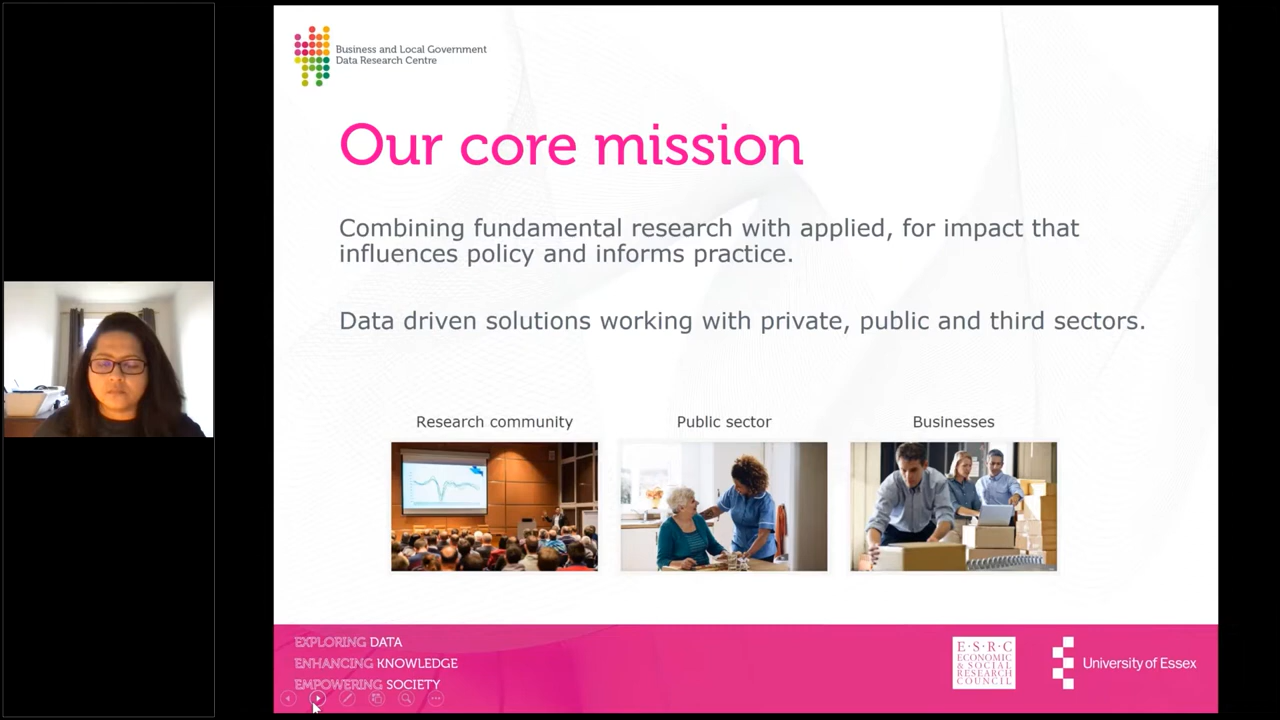 Business and Local Government
Data Research Centre
Our core mission
Combining fundamental research with applied, for impact that
influences policy and informs practice.
Data driven solutions working with private, public and third sectors.
Research community
Public sector
Businesses
EXPLORING DATA
ENHANCING KNOWLEDGE
EMPOWERING SOCIETY
E·S·R·C
ECONOMIC
& SOCIAL
RESEARCH
COUNCIL
University of Essex